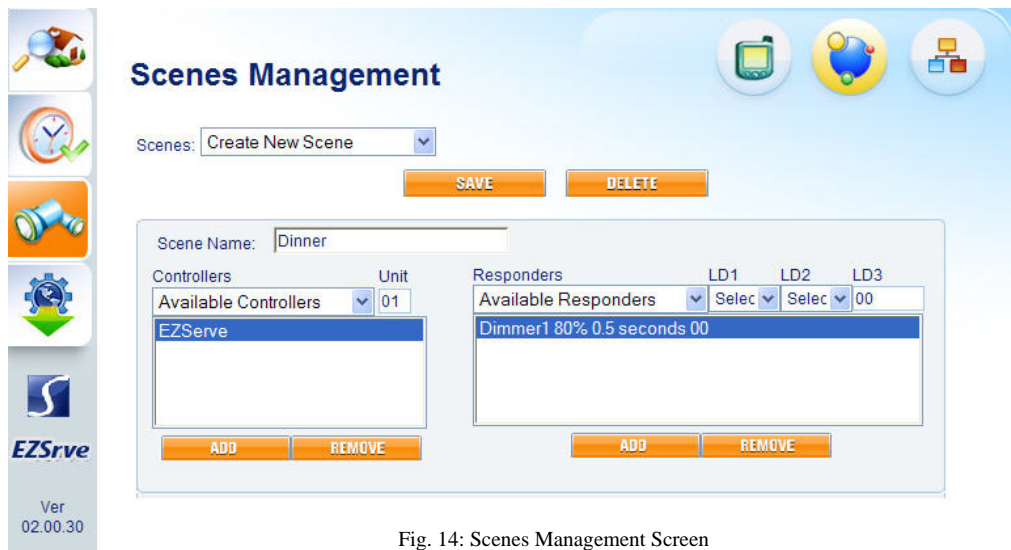 Scenes Management
Scenes: Create New Scene
SAVE DELETE
Scene Name: Dinner
Controllers Unit Responders LD1 LD2 LD3
Available Controllers 01 Available Responders Selec Selec 00
EZServe Dimmer1 80% 0.5 seconds 00
ADD REMOVE ADD REMOVE
EZSrve
Ver
02.00.30
Fig. 14: Scenes Management Screen